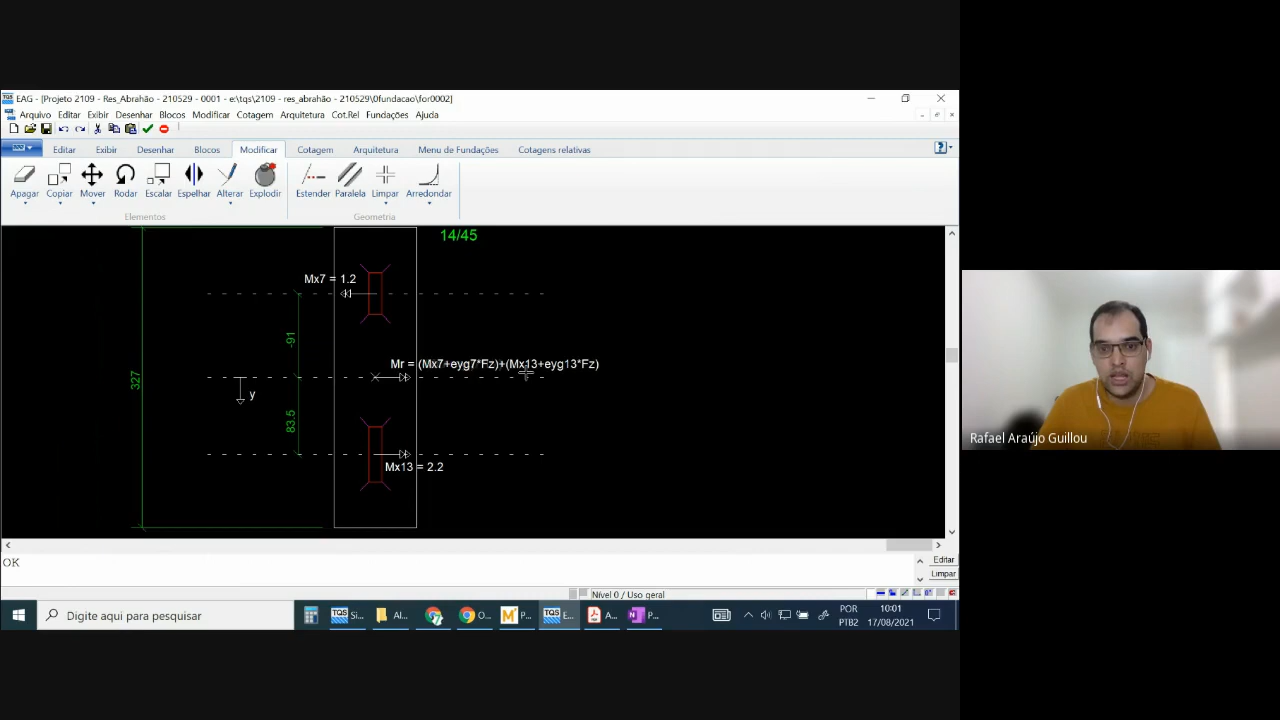 EAG - [Projeto 2109 - Res_Abrahão - 210529 - 0001 - e:\tqs\2109 - res_abrahão - 210529\0fundacao\for0002]
Arquivo Editar Exibir Desenhar Blocos Modificar Cotagem Arquitetura Cot.Rel Fundações Ajuda
Editar Exibir Desenhar Blocos Modificar Cotagem Arquitetura Menu de Fundações Cotagens relativas
Apagar Copiar Mover Rodar Escalar Espelhar Alterar Explodir Estender Paralela Limpar Arredondar
Elementos Geometria
14/45
Mx7 = 1.2
-91
Mr = (Mx7+eyg7*Fz)+(Mx13+eyg13*Fz)
327
y
83.5
Mx13 = 2.2
Rafael Araújo Guillou
OK
Editar
Limpar
Nível 0 / Uso geral
Digite aqui para pesquisar
TQS Si... Al... O... M P... TQS E... A... P...
POR 10:01
PTB2 17/08/2021